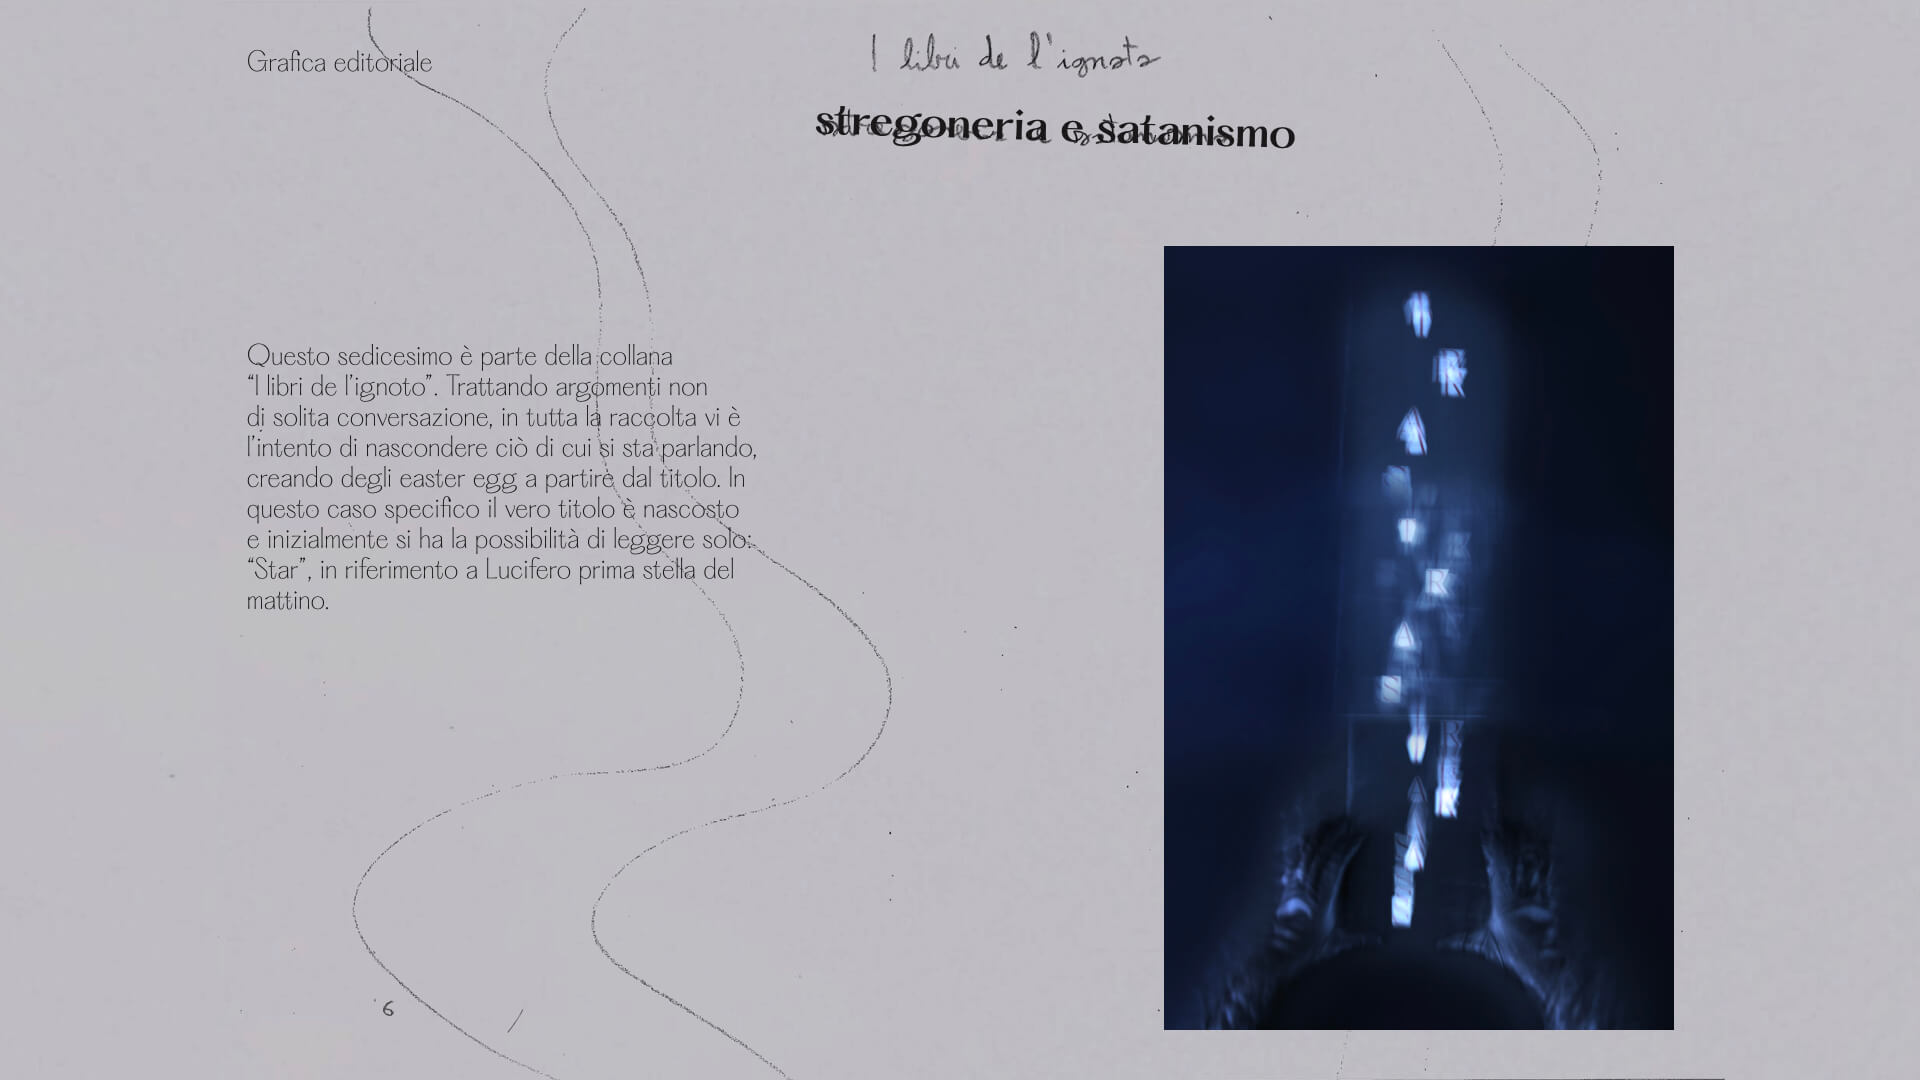 Grafica editoriale
I libri de l'ignoto
stregoneria e satanismo
Questo sedicesimo è parte della collana
“I libri de l’ignoto”. Trattando argomenti non
di solita conversazione, in tutta la raccolta vi è
l’intento di nascondere ciò di cui si sta parlando,
creando degli easter egg a partire dal titolo. In
questo caso specifico il vero titolo è nascosto
e inizialmente si ha la possibilità di leggere solo:
“Star”, in riferimento a Lucifero prima stella del
mattino.
R
A
S
R
A
S
R
A
S
6